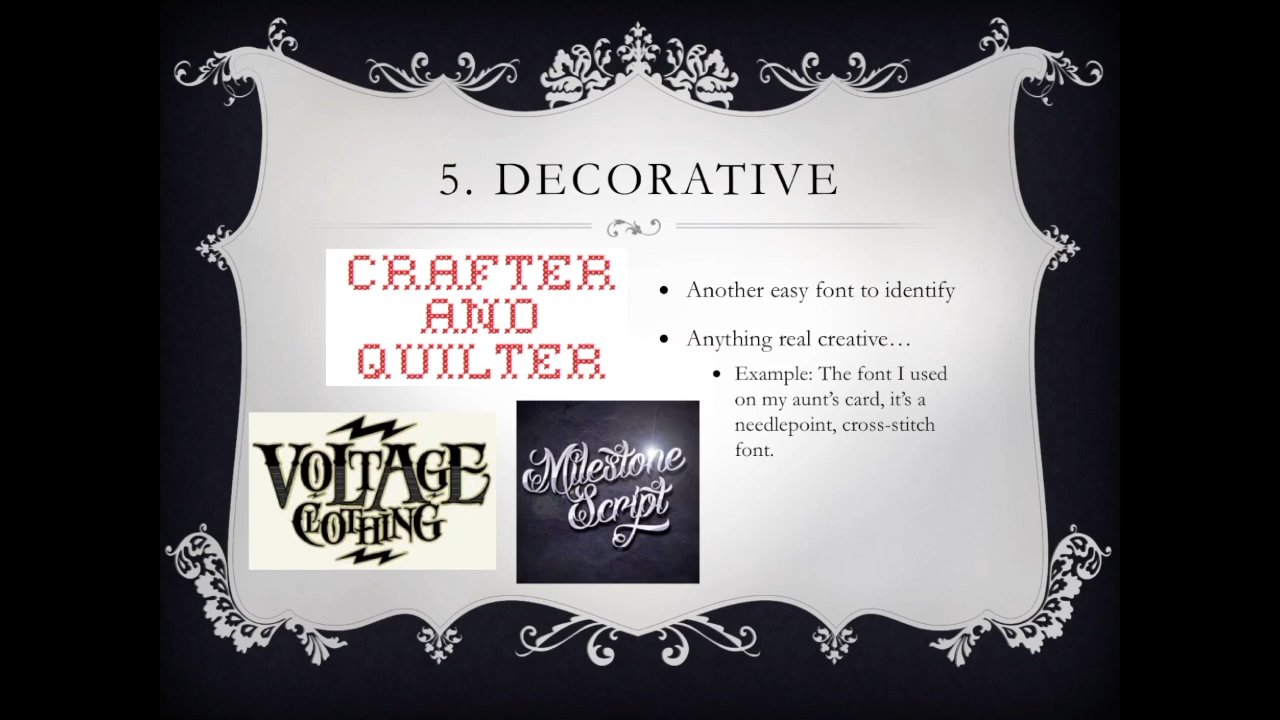 5. DECORATIVE
CRAFTER
AND
QUILTER
VOLTAGE
CLOTHING
Milestone
Script
• Another easy font to identify
• Anything real creative…
• Example: The font I used
on my aunt’s card, it’s a
needlepoint, cross-stitch
font.